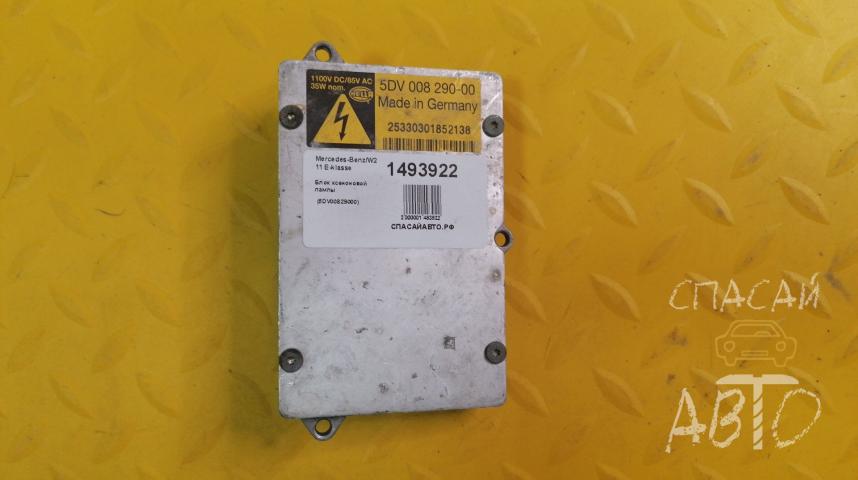 1100V DC/85V AC
35W nom.
HELLA
5DV 008 290-00
Made in Germany
25330301852138
Mercedes-Benz/W2
11 E-klasse
Блок ксеноновой
лампы
(5DV00829000)
1493922
СПАСАЙАВТО.РФ
СПАСАЙ
АВТО